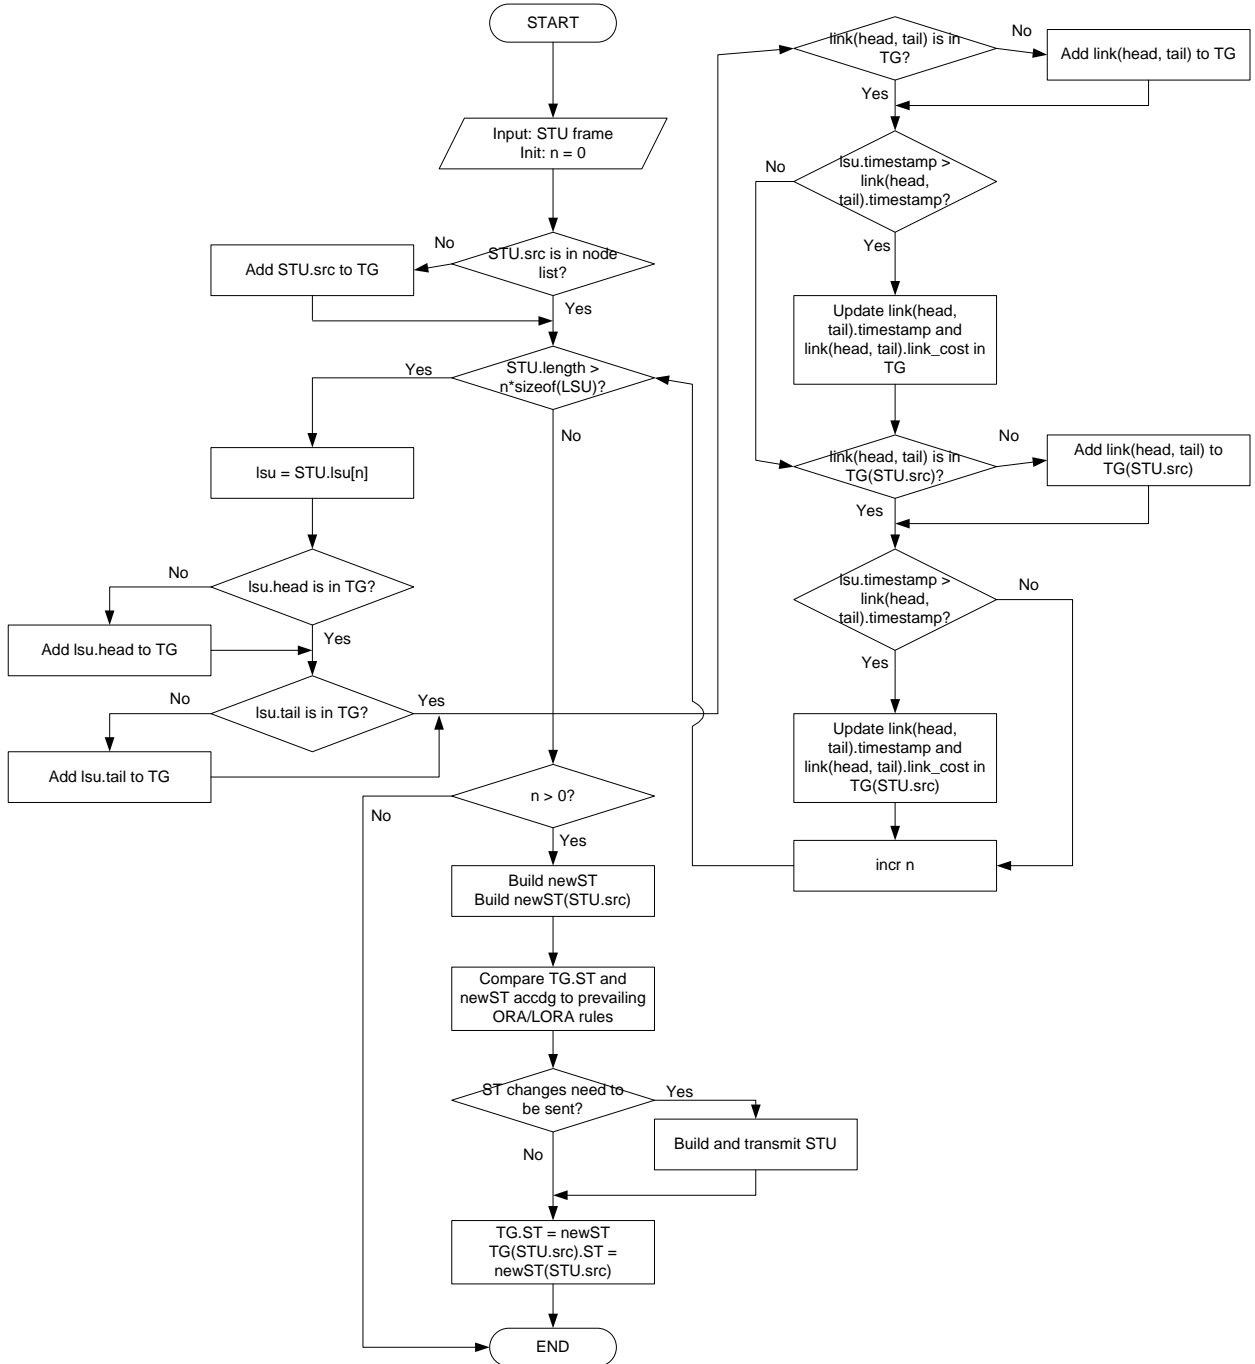 START
Input: STU frame
Init: n = 0
STU.src is in node
list?
No
Add STU.src to TG
Yes
STU.length >
n*sizeof(LSU)?
Yes
No
lsu = STU.lsu[n]
lsu.head is in TG?
No
Add lsu.head to TG
Yes
lsu.tail is in TG?
No
Yes
Add lsu.tail to TG
link(head, tail) is in
TG?
No
Add link(head, tail) to TG
Yes
lsu.timestamp >
link(head,
tail).timestamp?
No
Yes
Update link(head,
tail).timestamp and
link(head, tail).link_cost in
TG
link(head, tail) is in
TG(STU.src)?
No
Add link(head, tail) to
TG(STU.src)
Yes
lsu.timestamp >
link(head,
tail).timestamp?
No
Yes
Update link(head,
tail).timestamp and
link(head, tail).link_cost in
TG(STU.src)
incr n
n > 0?
No
Yes
Build newST
Build newST(STU.src)
Compare TG.ST and
newST accdg to prevailing
ORA/LORA rules
ST changes need to
be sent?
Yes
Build and transmit STU
No
TG.ST = newST
TG(STU.src).ST =
newST(STU.src)
END